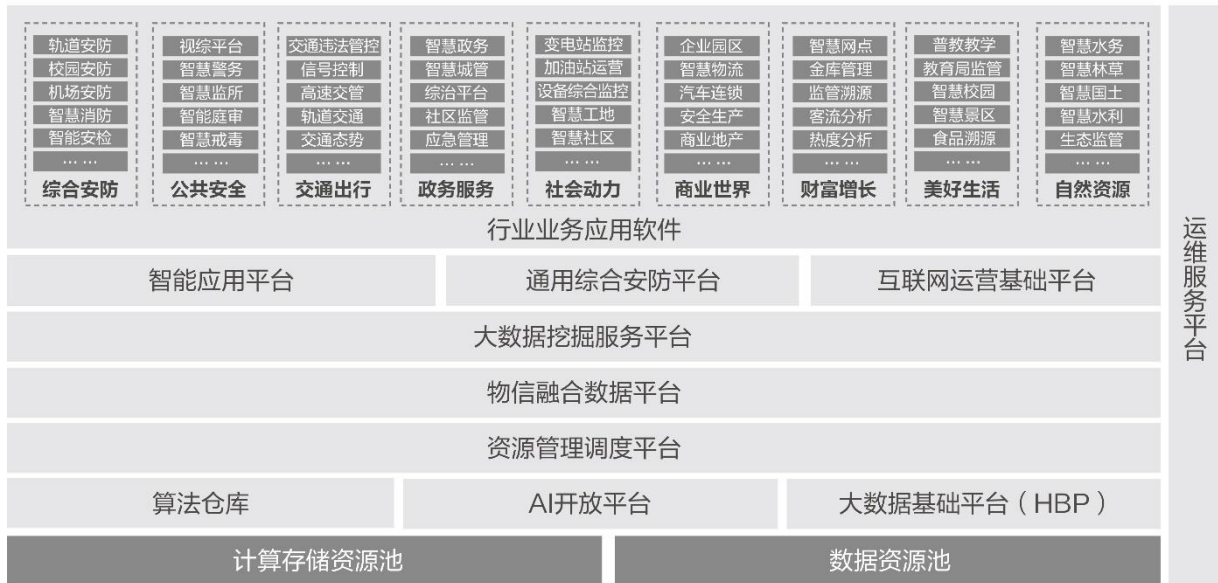 轨道安防
校园安防
机场安防
智慧消防
智能安检
... ...
综合安防
视综平台
智慧警务
智慧监所
智能庭审
智慧戒毒
... ...
公共安全
交通违法管控
信号控制
高速交管
轨道交通
交通态势
... ...
交通出行
智慧政务
智慧城管
综治平台
社区监管
应急管理
... ...
政务服务
变电站监控
加油站运营
设备综合监控
智慧工地
智慧社区
... ...
社会动力
企业园区
智慧物流
汽车连锁
安全生产
商业地产
... ...
商业世界
智慧网点
金库管理
监管溯源
客流分析
热度分析
... ...
财富增长
普教教学
教育局监管
智慧校园
智慧景区
食品溯源
... ...
美好生活
智慧水务
智慧林草
智慧国土
智慧水利
生态监管
... ...
自然资源
行业业务应用软件
智能应用平台
通用综合安防平台
互联网运营基础平台
大数据挖掘服务平台
物信融合数据平台
资源管理调度平台
算法仓库
AI开放平台
大数据基础平台（HBP）
计算存储资源池
数据资源池
运维服务平台